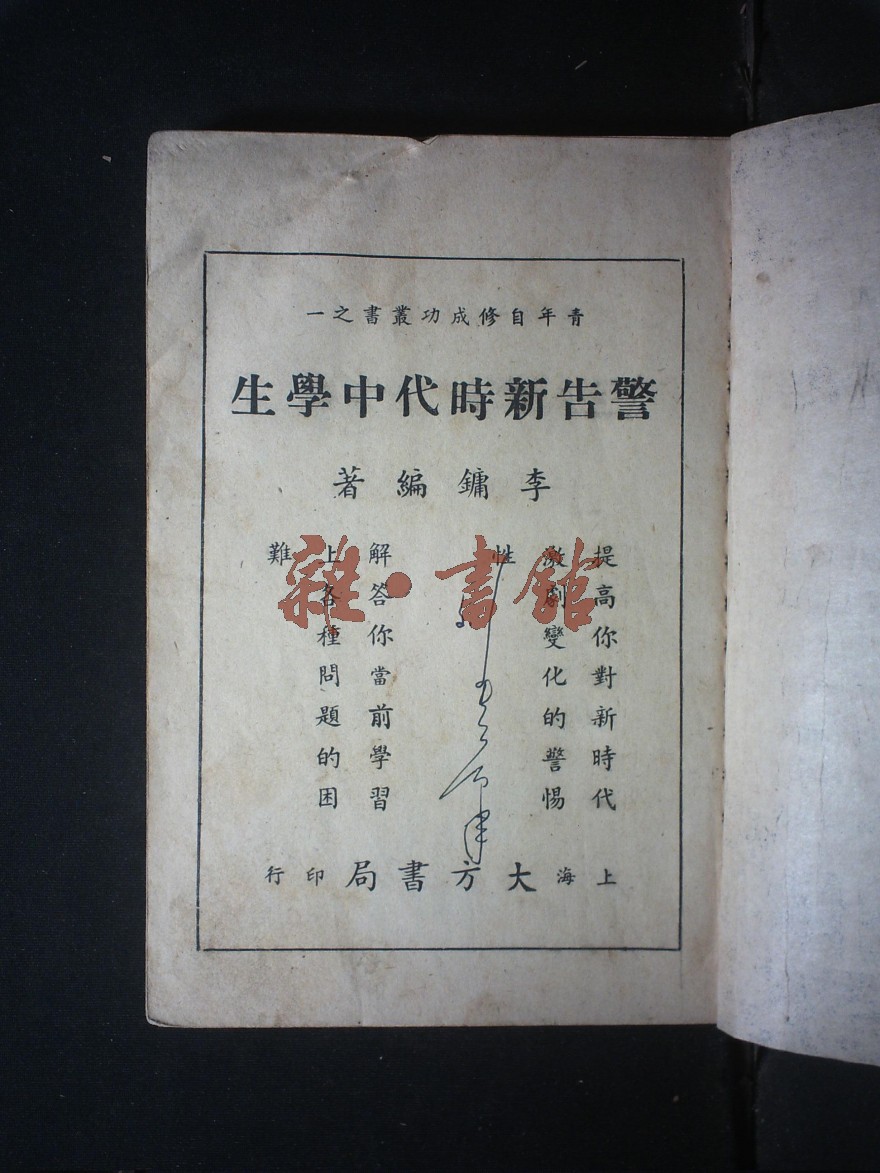 青年自修成功叢書之一
警告新時代中學生
李鏞編著
提高你對新時代
激劇變化的警惕
性
解答你當前學習
上各種問題的困
難
上海大方書局印行
雜·書館